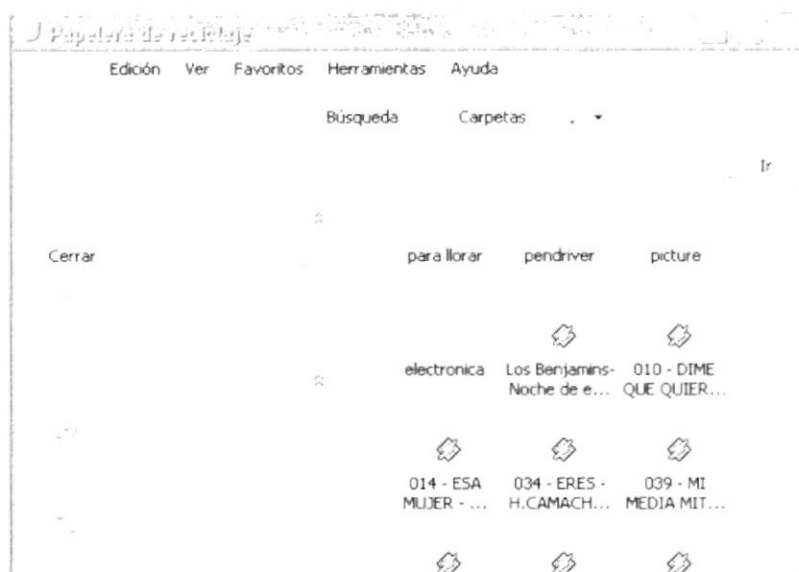 Papelera de reciclaje
Edición Ver Favoritos Herramientas Ayuda
Búsqueda Carpetas
Ir
Cerrar
para llorar pendriver picture
electronica Los Benjamins- 010 - DIME
Noche de e... QUE QUIER...
014 - ESA 034 - ERES - 039 - MI
MUJER - ... H.CAMACH... MEDIA MIT...